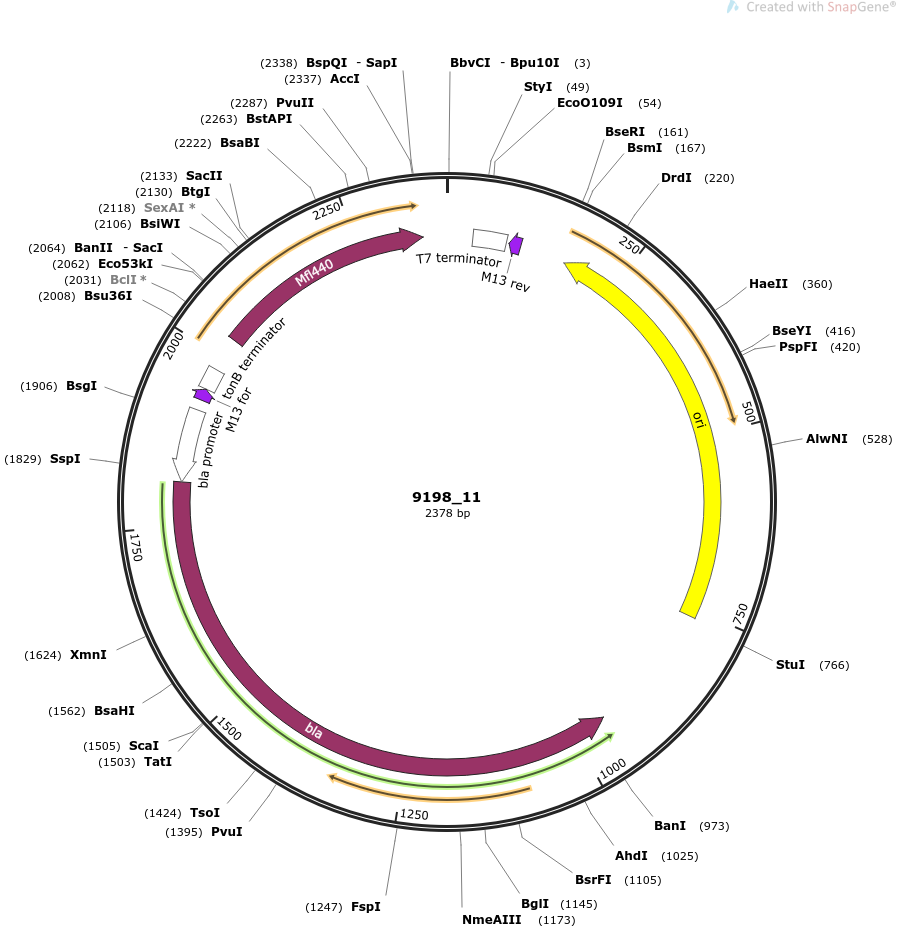 Created with SnapGene®
(2338) BspQI - SapI
(2337) AccI
(2287) PvuII
(2263) BstAPI
(2222) BsaBI
(2133) SacII
(2130) BtgI
(2118) SexAI *
(2106) BsiWI
(2064) BanII - SacI
(2062) Eco53kI
(2031) BclI *
(2008) Bsu36I
(1906) BsgI
(1829) SspI
(1624) XmnI
(1562) BsaHI
(1505) ScaI
(1503) TatI
(1424) TsoI
(1395) PvuI
(1247) FspI
BbvCI - Bpu10I (3)
StyI (49)
EcoO109I (54)
BseRI (161)
BsmI (167)
DrdI (220)
HaeII (360)
BseYI (416)
PspFI (420)
AlwNI (528)
StuI (766)
BanI (973)
AhdI (1025)
BsrFI (1105)
BglI (1145)
NmeAIII (1173)
250
500
750
1000
1250
1500
1750
2000
2250
T7 terminator
M13 rev
ori
Mfl440
tonB terminator
M13 for
bla promoter
bla
9198_11
2378 bp